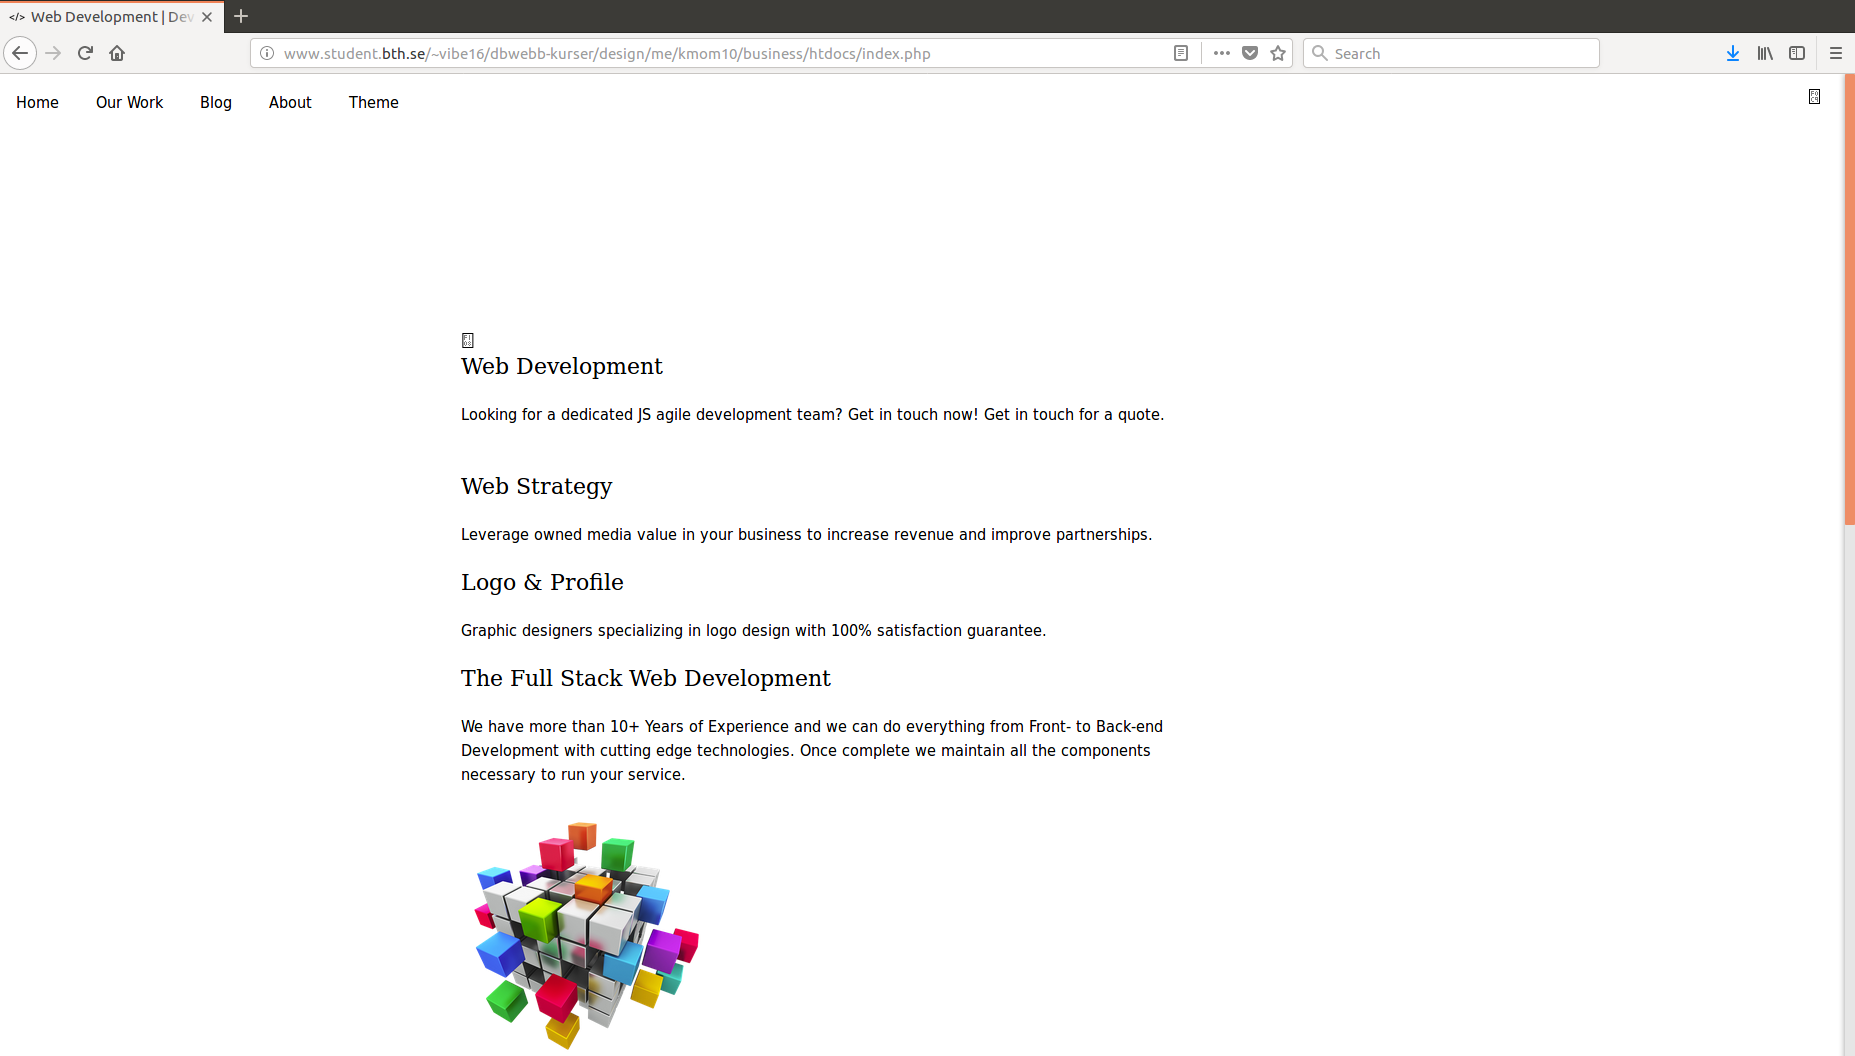 </> Web Development | Dev
www.student.bth.se/~vibe16/dbwebb-kurser/design/me/kmom10/business/htdocs/index.php
Search
Home Our Work Blog About Theme
Web Development
Looking for a dedicated JS agile development team? Get in touch now! Get in touch for a quote.
Web Strategy
Leverage owned media value in your business to increase revenue and improve partnerships.
Logo & Profile
Graphic designers specializing in logo design with 100% satisfaction guarantee.
The Full Stack Web Development
We have more than 10+ Years of Experience and we can do everything from Front- to Back-end
Development with cutting edge technologies. Once complete we maintain all the components
necessary to run your service.